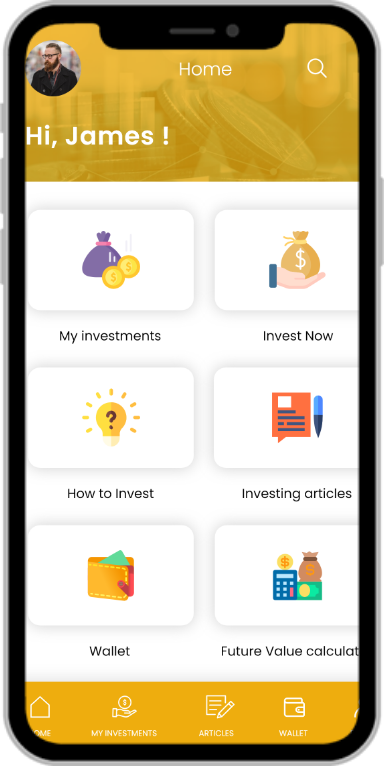 Home
Hi, James !
My investments
Invest Now
How to Invest
Investing articles
Wallet
Future Value calculat
OME
MY INVESTMENTS
ARTICLES
WALLET